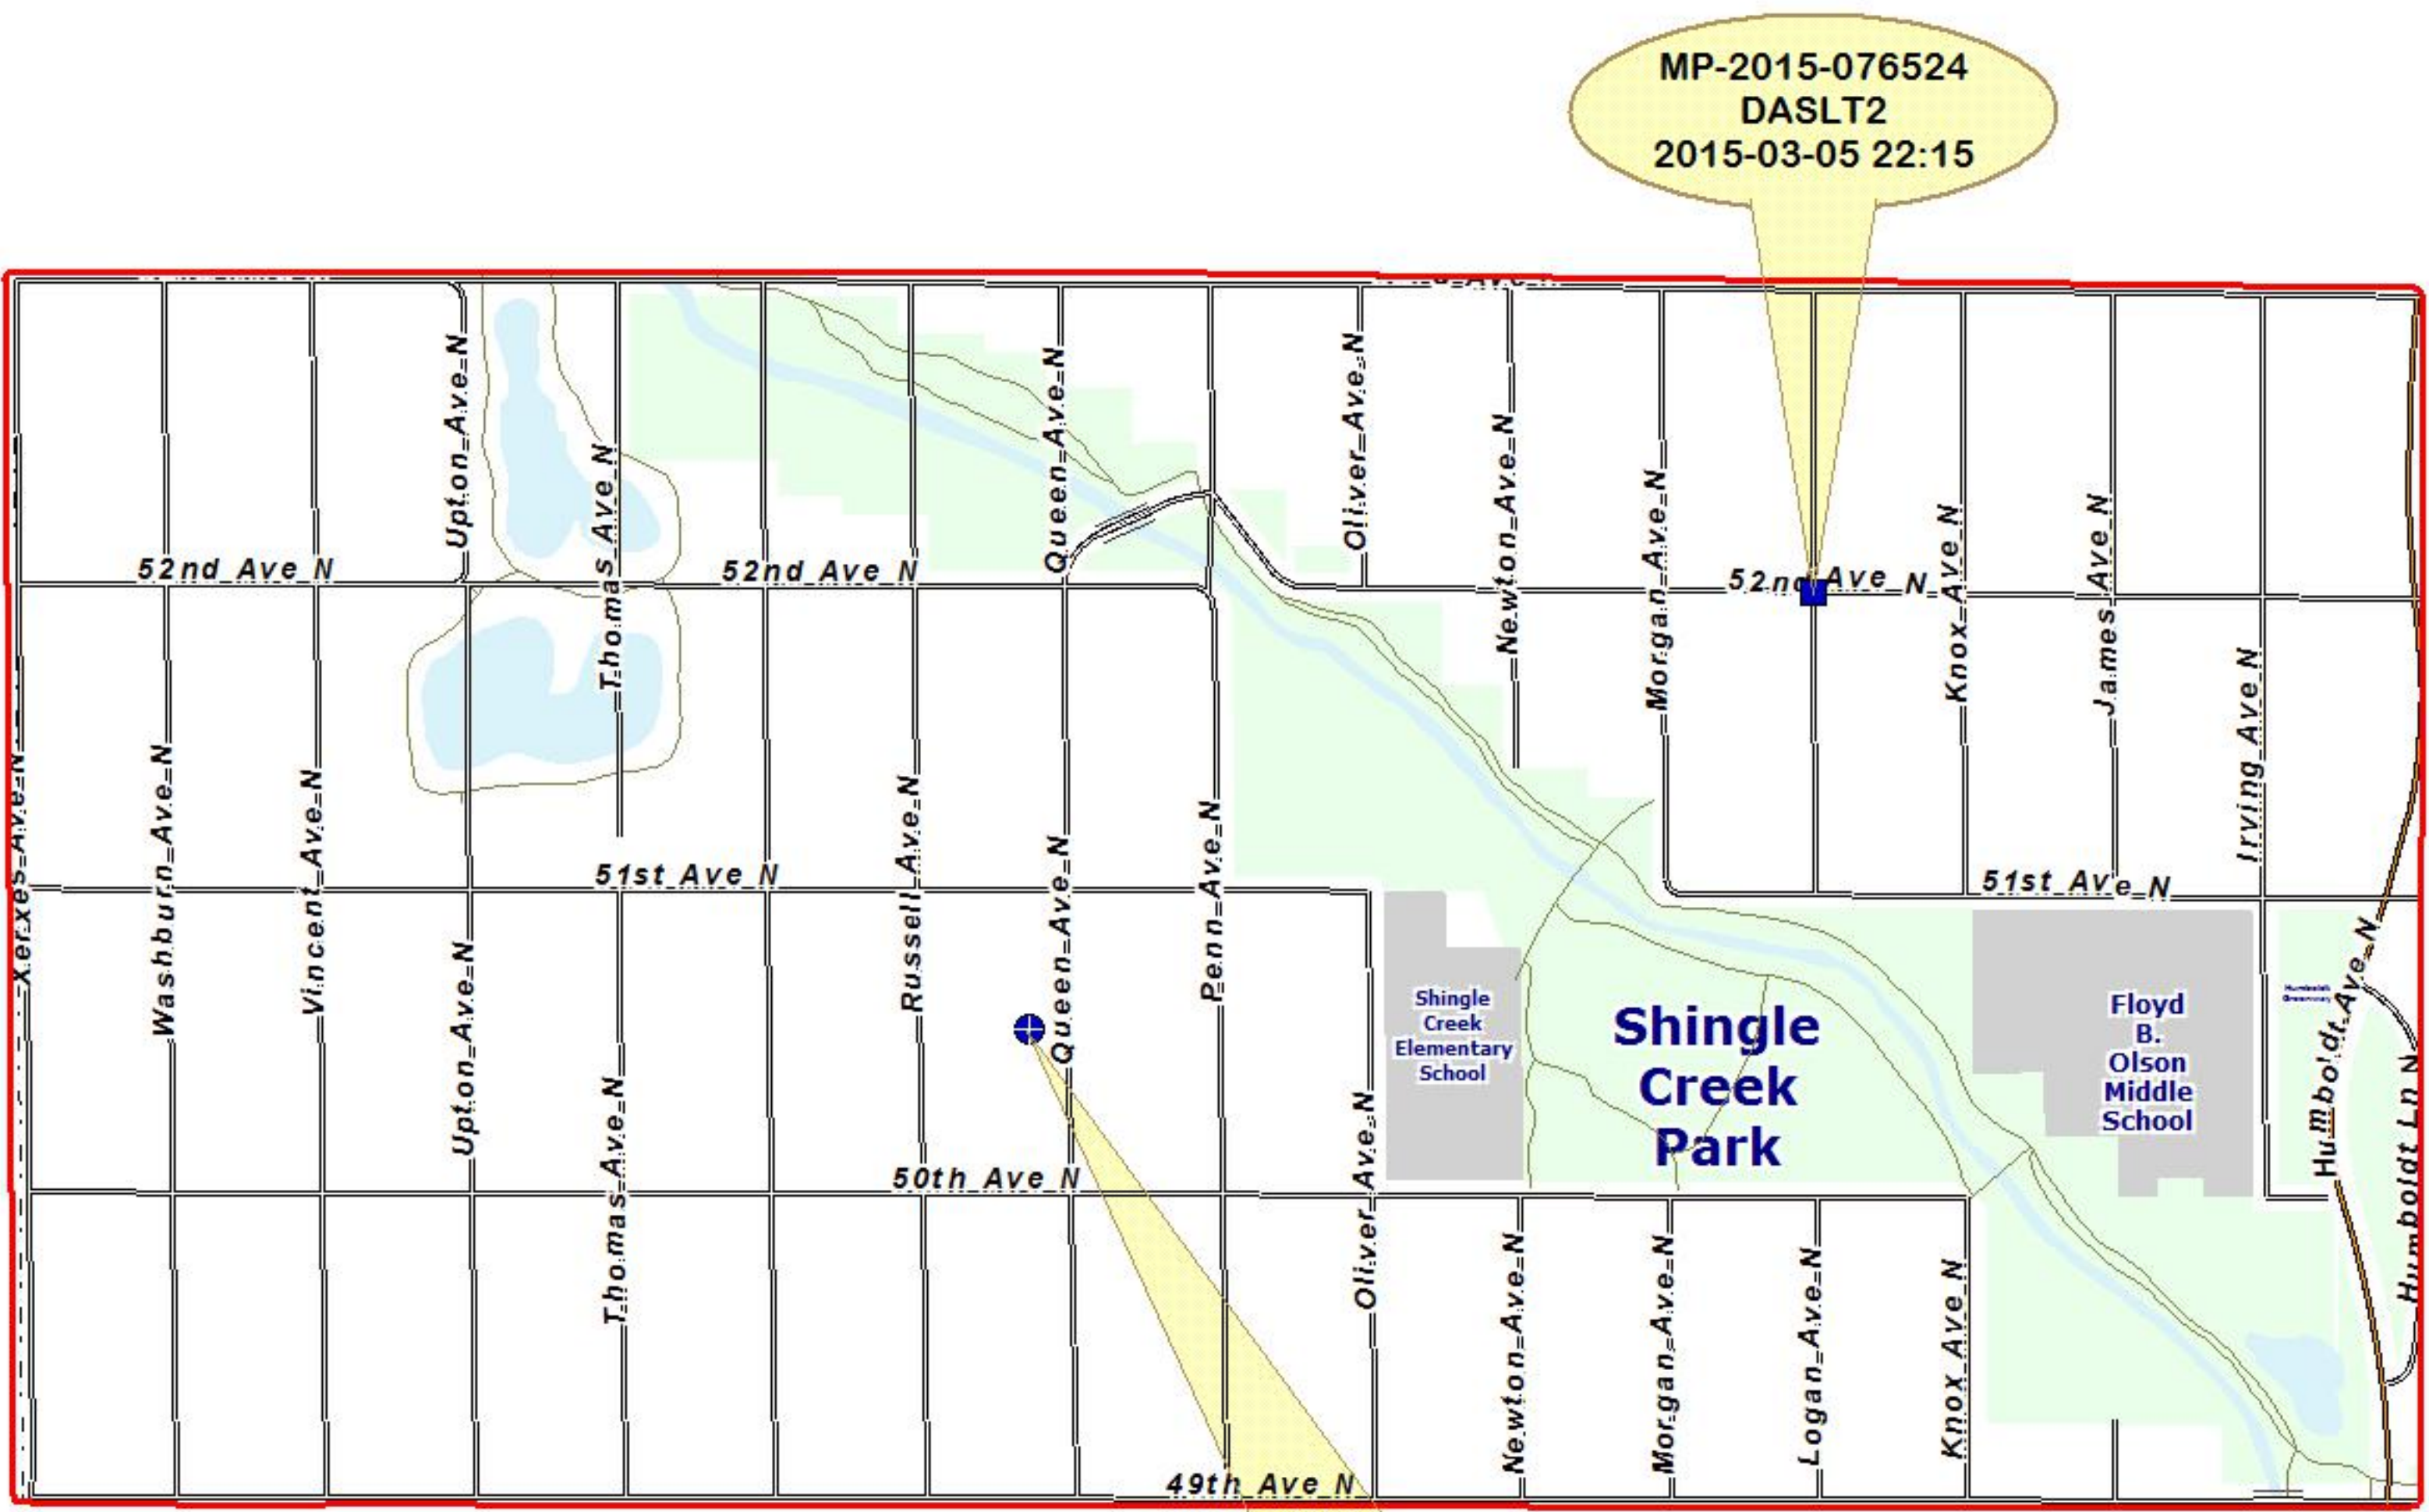 MP-2015-076524
DASLT2
2015-03-05 22:15
Upton Ave N
Thomas Ave N
Queen Ave N
Oliver Ave N
Newton Ave N
Morgan Ave N
Knox Ave N
James Ave N
Irving Ave N
52nd Ave N
52nd Ave N
52nd Ave N
Xerxes Ave N
Washburn Ave N
Vincent Ave N
Upton Ave N
Russell Ave N
Queen Ave N
Penn Ave N
51st Ave N
51st Ave N
Shingle
Creek
Elementary
School
Shingle
Creek
Park
Floyd
B.
Olson
Middle
School
Humboldt
Greenway
Humboldt Ave N
Humboldt Ln N
Thomas Ave N
50th Ave N
Oliver Ave N
Newton Ave N
Morgan Ave N
Logan Ave N
Knox Ave N
49th Ave N